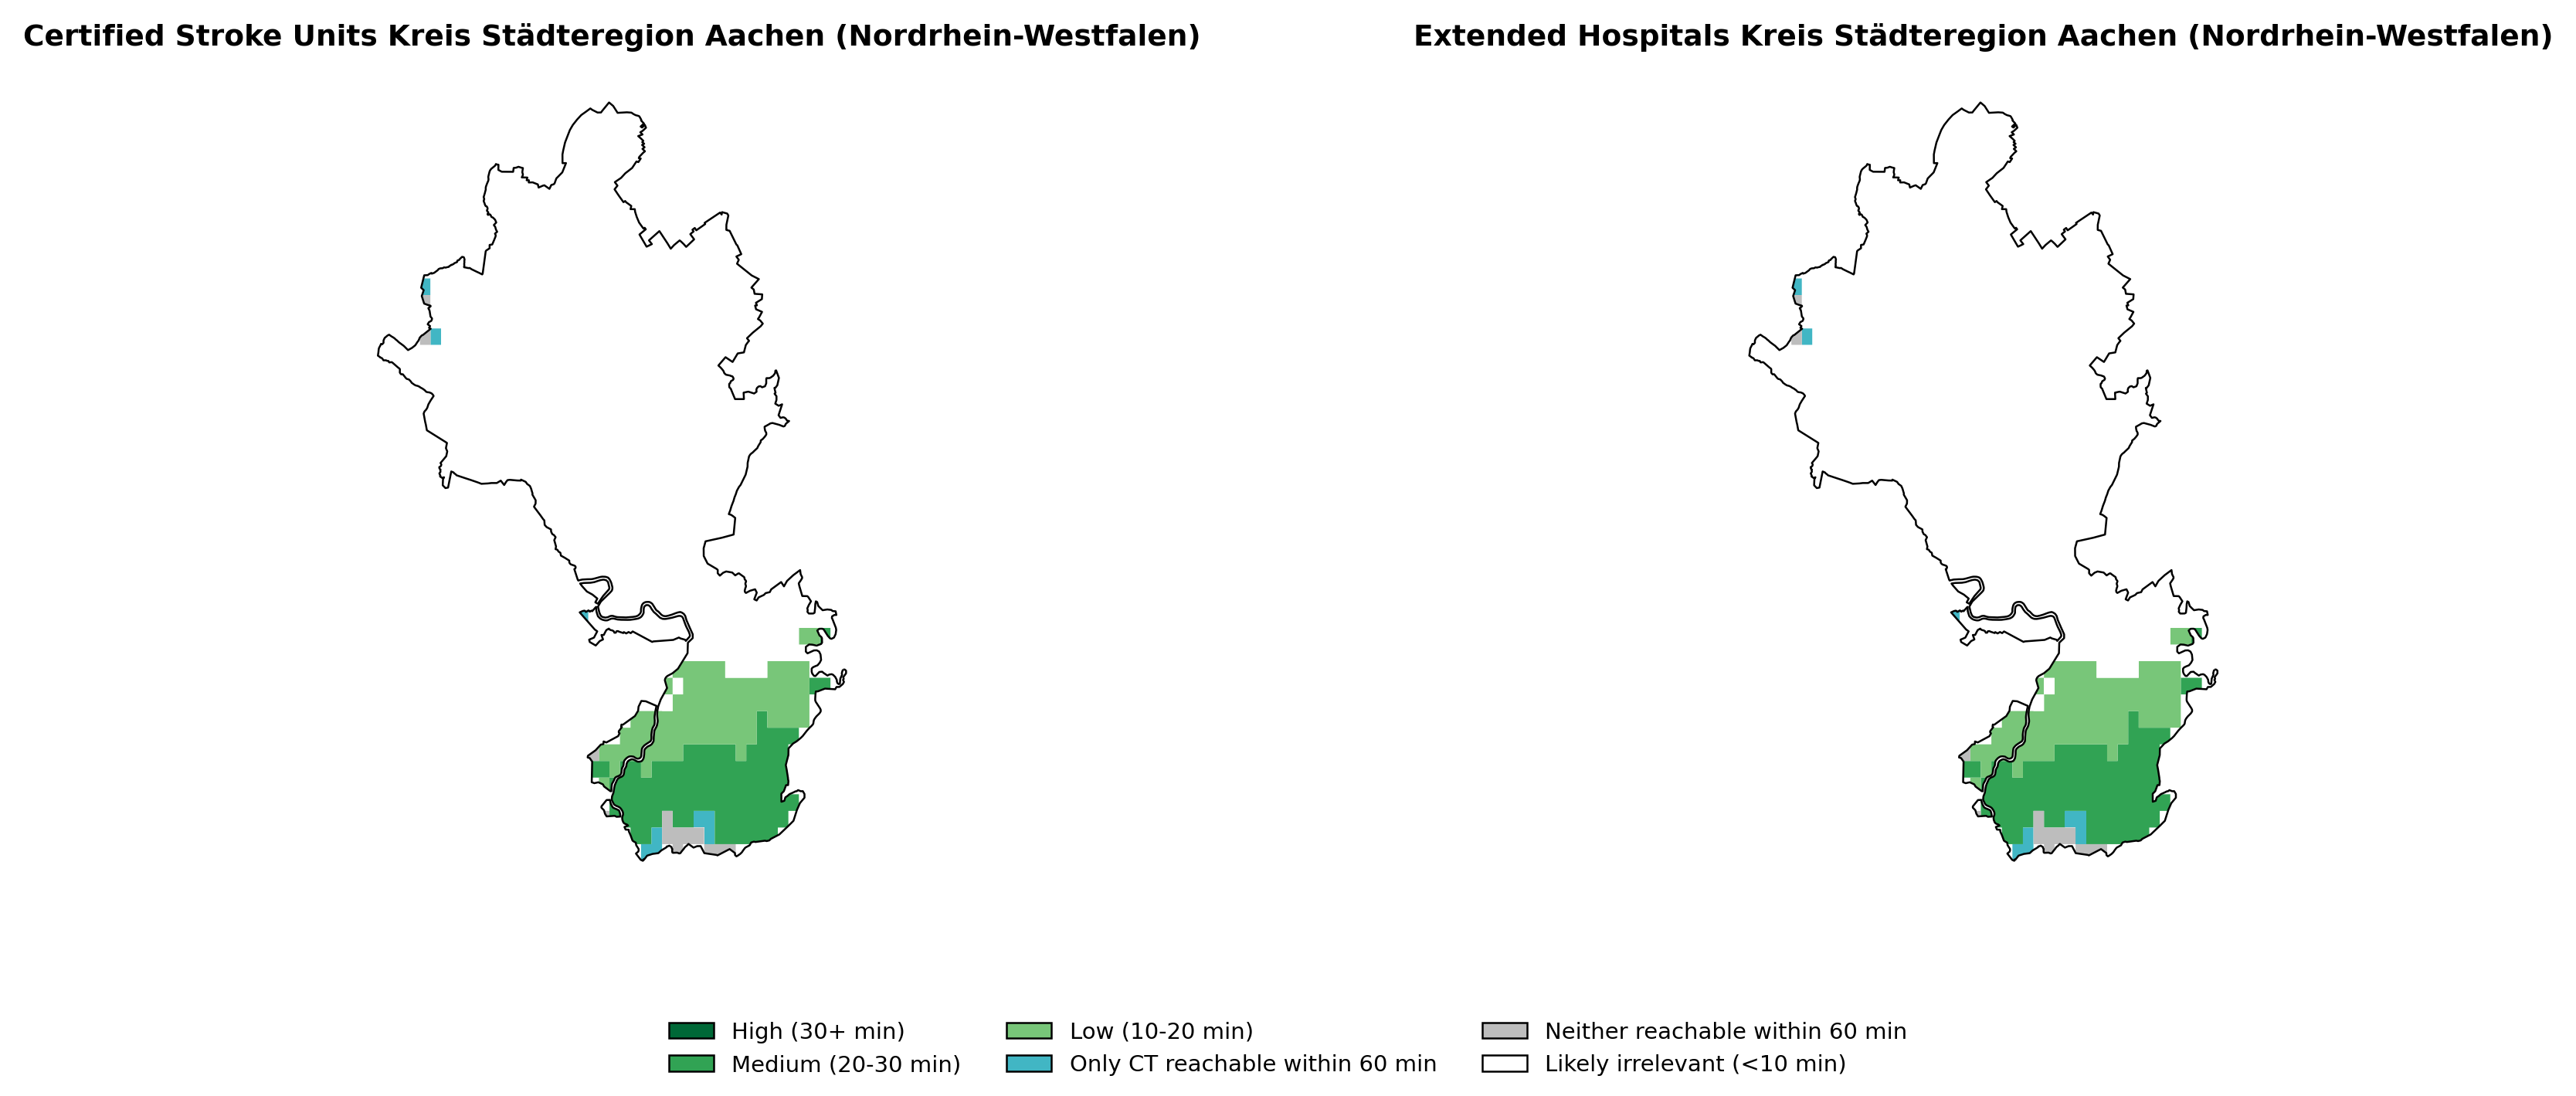 Certified Stroke Units Kreis Städteregion Aachen (Nordrhein-Westfalen)
Extended Hospitals Kreis Städteregion Aachen (Nordrhein-Westfalen)
High (30+ min)
Medium (20-30 min)
Low (10-20 min)
Only CT reachable within 60 min
Neither reachable within 60 min
Likely irrelevant (<10 min)